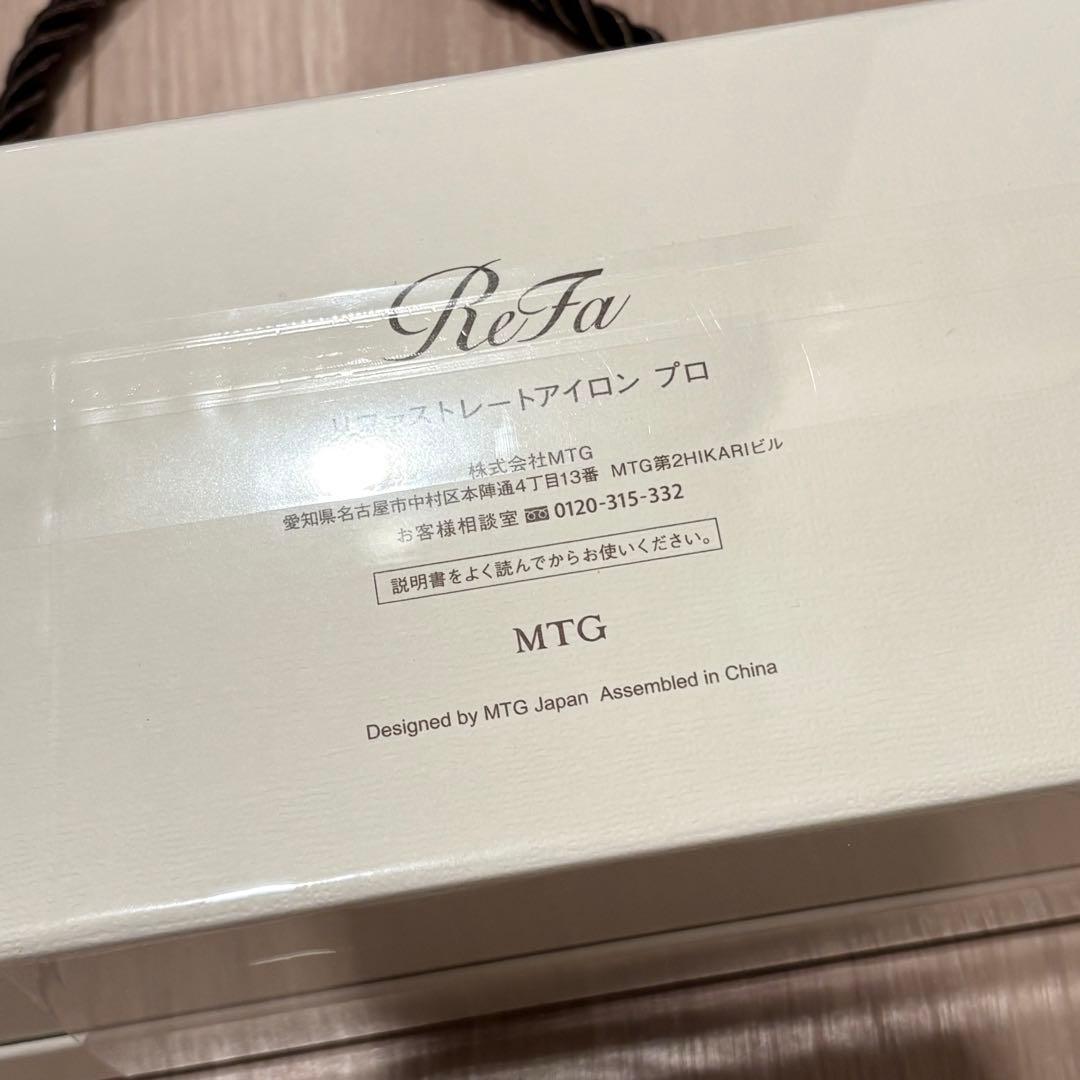 ReFa
リファストレートアイロン プロ
株式会社MTG
愛知県名古屋市中村区本陣通4丁目13番 MTG第2HIKARIビル
お客様相談室 0120-315-332
説明書をよく読んでからお使いください。
MTG
Designed by MTG Japan Assembled in China